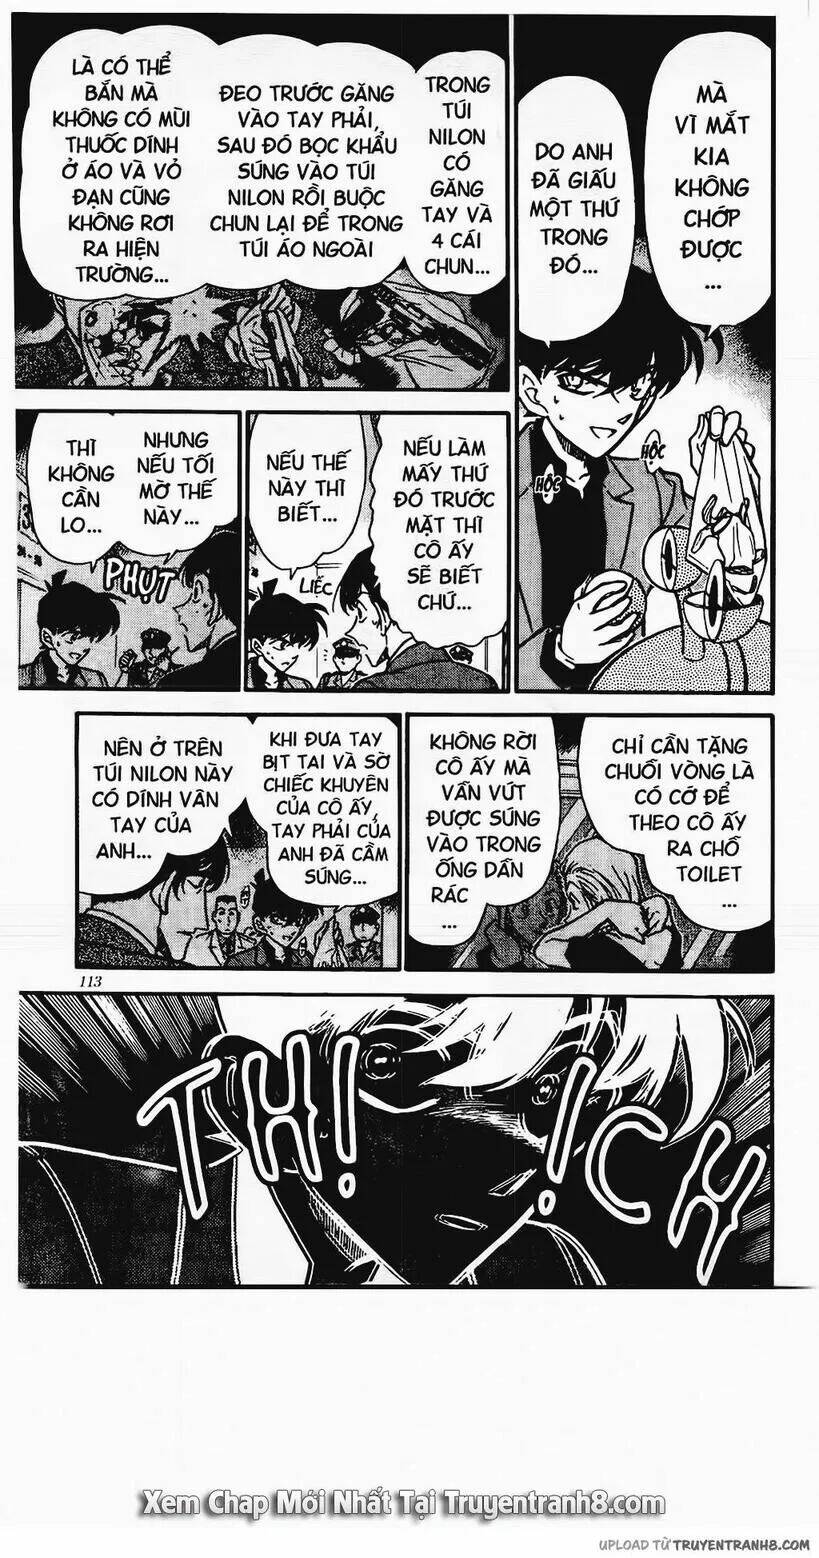 MÀ
VÌ MẮT
KIA
KHÔNG
CHỚP
ĐƯỢC
...
DO ANH
ĐÃ GIẤU
MỘT THỨ
TRONG
ĐÓ...
HỘC
HỘC
TRONG
TÚI
NILON
CÓ
GĂNG
TAY VÀ
4 CÁI
CHUN...
ĐEO TRƯỚC GĂNG
VÀO TAY PHẢI,
SAU ĐÓ BỌC KHẨU
SÚNG VÀO TÚI
NILON RỒI BUỘC
CHUN LẠI ĐỂ TRONG
TÚI ÁO NGOÀI
LÀ CÓ THỂ
BẮN MÀ
KHÔNG CÓ MÙI
THUỐC DÍNH
Ở ÁO VÀ VỎ
ĐẠN CŨNG
KHÔNG RƠI
RA HIỆN
TRƯỜNG...
NẾU LÀM
MẤY THỨ
ĐÓ TRƯỚC
MẶT THÌ
CÔ ẤY
SẼ BIẾT
CHỨ...
NẾU THẾ
NÀY THÌ
BIẾT...
LIẾC
NHƯNG
NẾU TỐI
MỜ THẾ
NÀY...
THÌ
KHÔNG
CẦN
LO...
PHỤT
CHỈ CẦN TẶNG
CHUỖI VÒNG LÀ
CÓ CỚ ĐỂ
THEO CÔ ẤY
RA CHỖ
TOILET
...
KHÔNG RỜI
CÔ ẤY MÀ
VẪN VỨT
ĐƯỢC SÚNG
VÀO TRONG
ỐNG DẪN
RÁC
...
KHI ĐƯA TAY
BỊT TAI VÀ SỜ
CHIẾC KHUYÊN
CỦA CÔ ẤY,
TAY PHẢI CỦA
ANH ĐÃ CẦM
SÚNG...
NÊN Ở TRÊN
TÚI NILON NÀY
CÓ DÍNH VÂN
TAY CỦA
ANH...
113
THỊ ỊCH
Xem Chap Mới Nhất Tại Truyentranh8.com
UPLOAD TỪ TRUYENTRANH8.COM